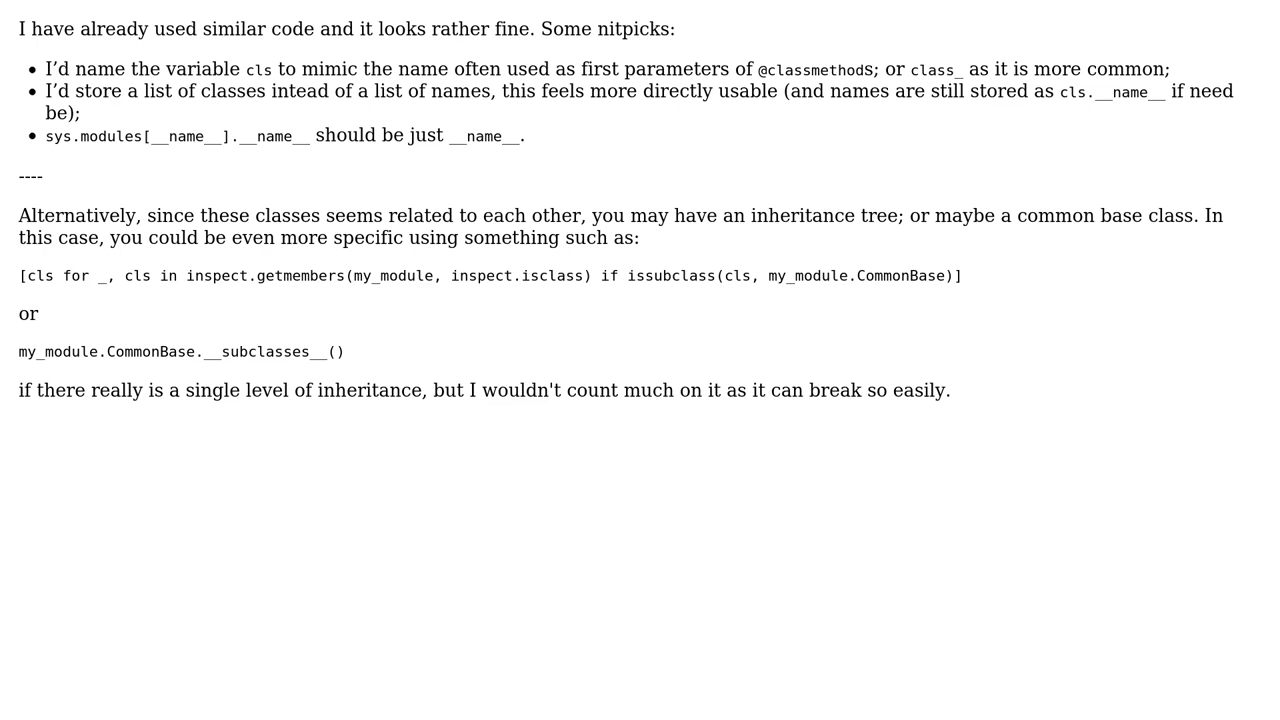 I have already used similar code and it looks rather fine. Some nitpicks:
• I’d name the variable cls to mimic the name often used as first parameters of @classmethods; or class_ as it is more common;
• I’d store a list of classes intead of a list of names, this feels more directly usable (and names are still stored as cls.__name__ if need
be);
• sys.modules[__name__].__name__ should be just __name__.
----
Alternatively, since these classes seems related to each other, you may have an inheritance tree; or maybe a common base class. In
this case, you could be even more specific using something such as:
[cls for _, cls in inspect.getmembers(my_module, inspect.isclass) if issubclass(cls, my_module.CommonBase)]
or
my_module.CommonBase.__subclasses__()
if there really is a single level of inheritance, but I wouldn't count much on it as it can break so easily.